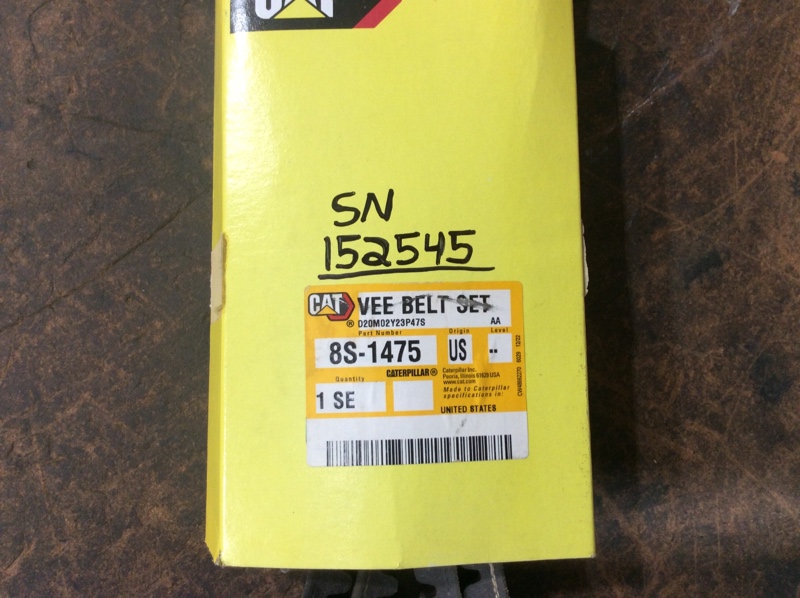 CAT
SN
152545
CAT VEE BELT SET
® D20M02Y23P47S AA
Part Number Origin Level
8S-1475 US --
CATERPILLAR® Caterpillar Inc.
Peoria, Illinois 61629 USA
www.cat.com
Quantity Made to Caterpillar
specifications in:
1 SE
UNITED STATES